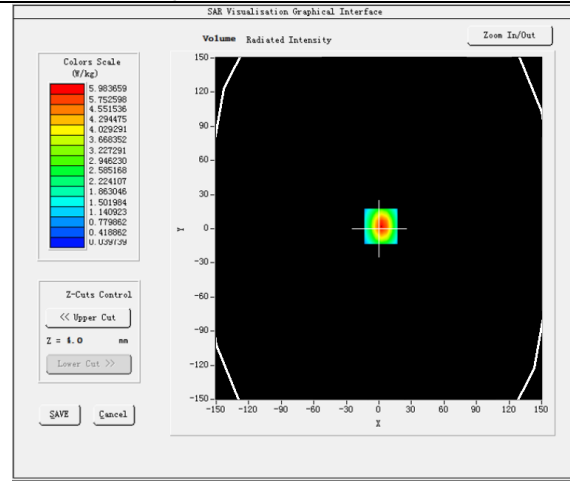 SAR Visualisation Graphical Interface
Volume Radiated Intensity
Zoom In/Out
Colors Scale
(W/kg)
5.983659
5.752598
4.551536
4.294475
4.029291
3.668352
3.227291
2.946230
2.585168
2.224107
1.863046
1.501984
1.140923
0.779862
0.418862
0.039739
Z-Cuts Control
<< Upper Cut
Z = 4.0 mm
Lower Cut >>
SAVE Cancel
150
90
60
30
0
-30
-60
-90
-120
-150
Y
-150 -120 -90 -60 -30 0 30 60 90 120 150
X